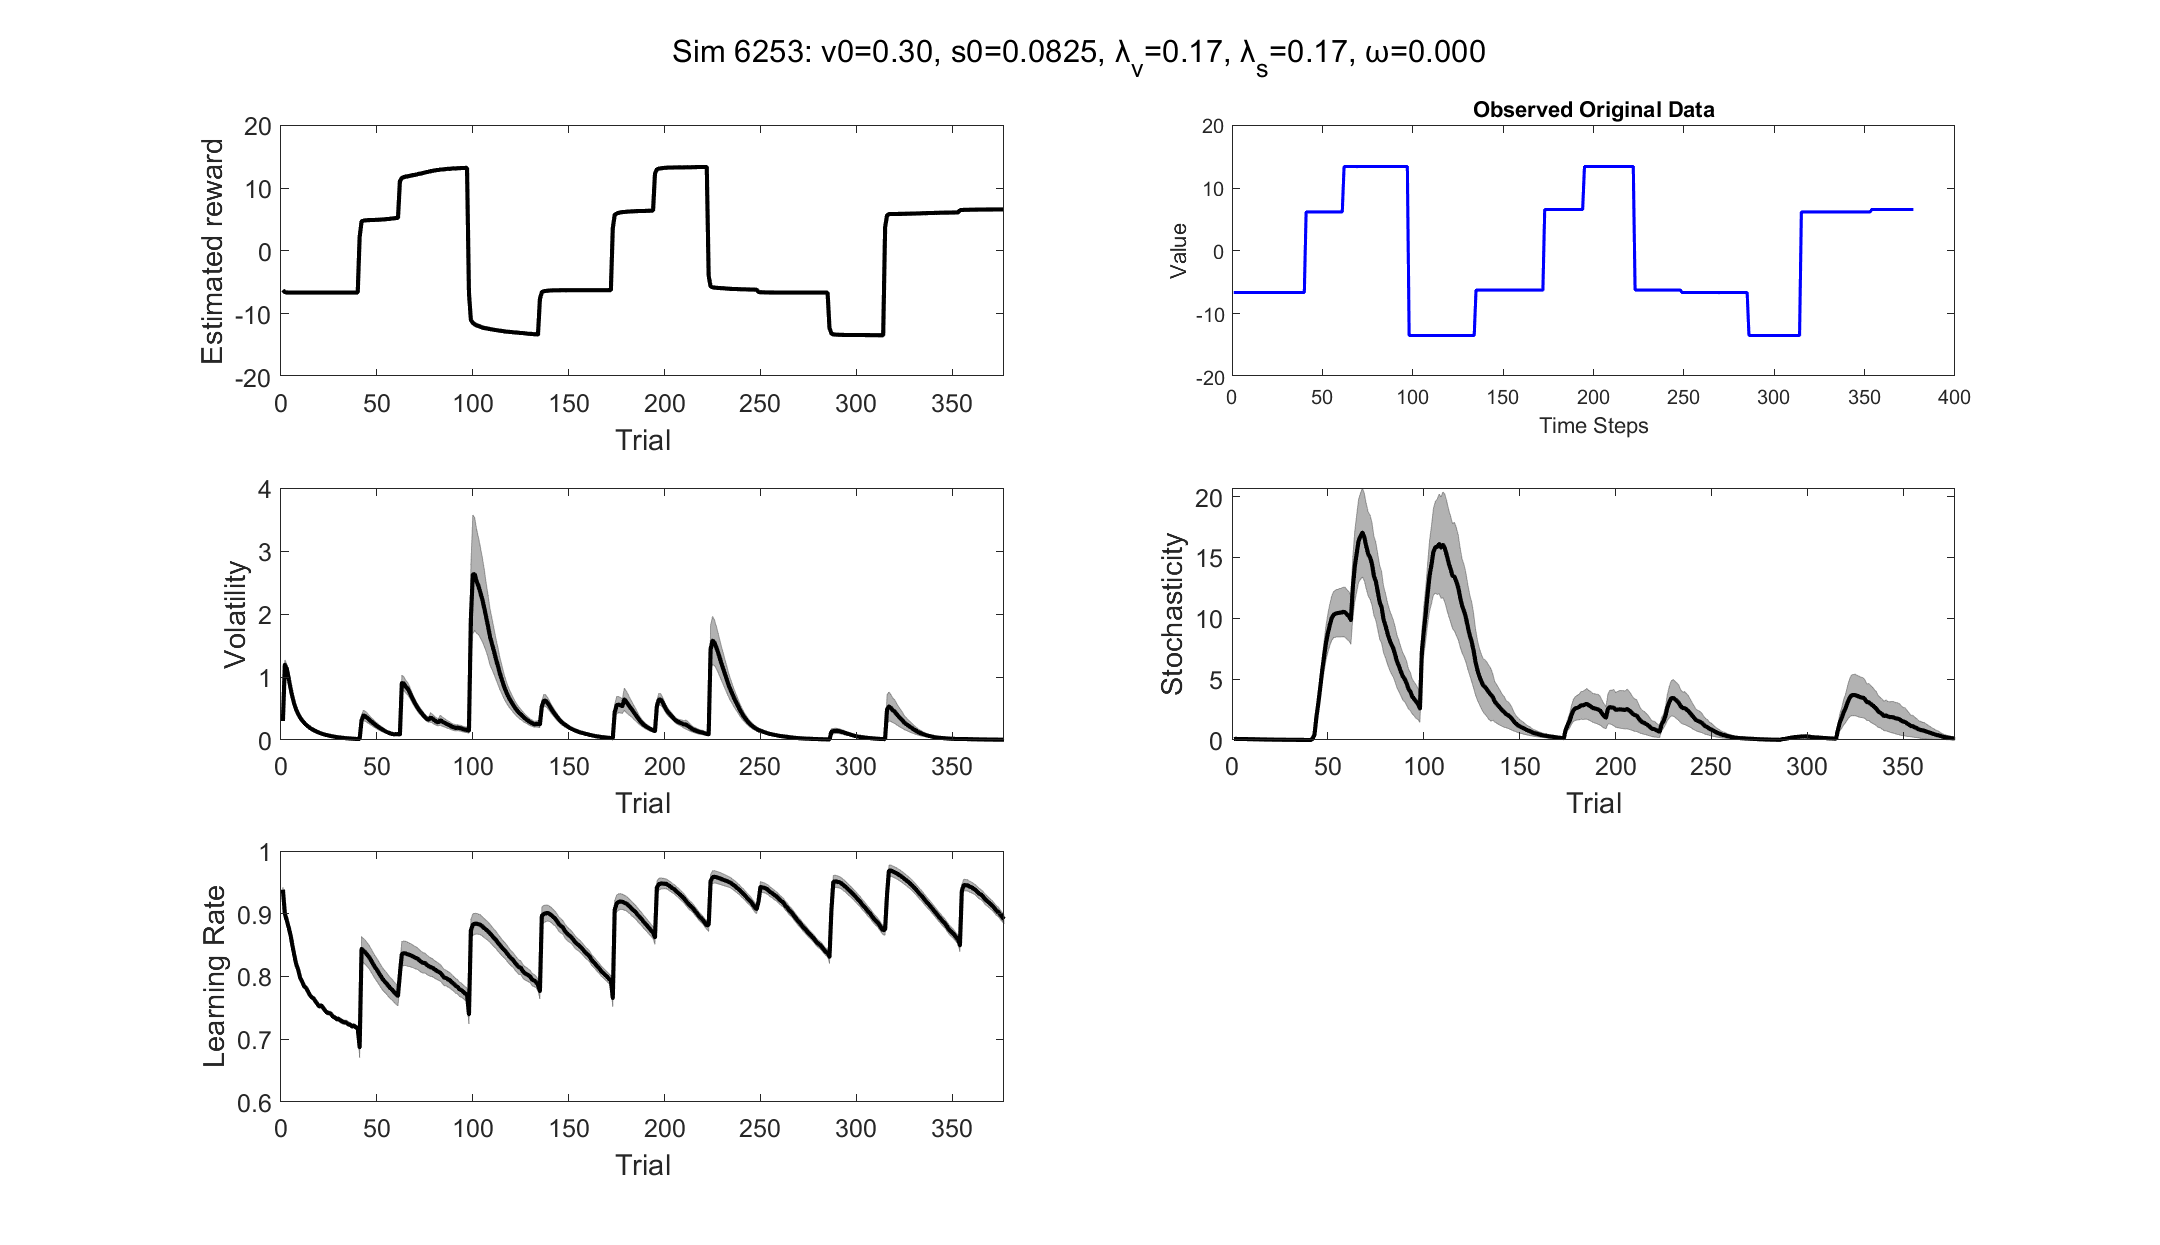 Sim 6253: v0=0.30, s0=0.0825, λ_v=0.17, λ_s=0.17, ω=0.000
Estimated reward
20
10
0
-10
-20
0 50 100 150 200 250 300 350
Trial
Observed Original Data
Value
20
10
0
-10
-20
0 50 100 150 200 250 300 350 400
Time Steps
Volatility
4
3
2
1
0
0 50 100 150 200 250 300 350
Trial
Stochasticity
20
15
10
5
0
0 50 100 150 200 250 300 350
Trial
Learning Rate
1
0.9
0.8
0.7
0.6
0 50 100 150 200 250 300 350
Trial